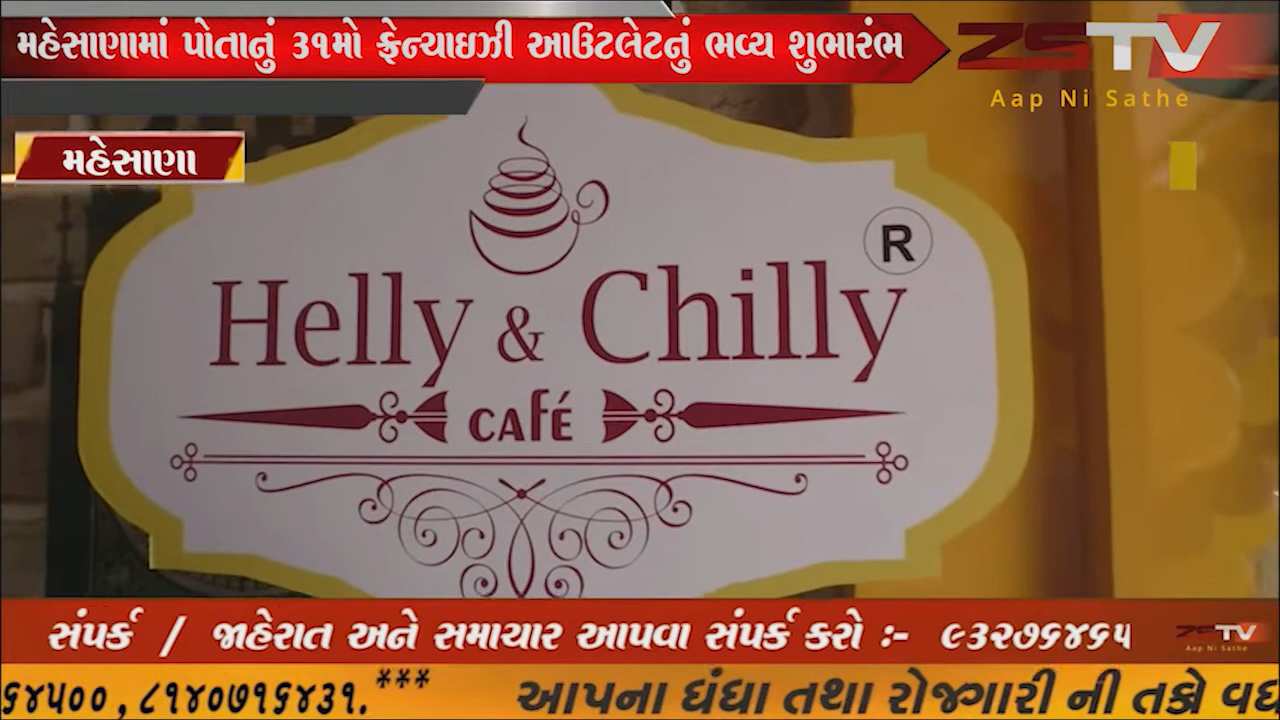 મહેસાણામાં પોતાનું ૩૧મો ફ્રેન્ચાઇઝી આઉટલેટનું ભવ્ય શુભારંભ
ZSTV
Aap Ni Sathe
મહેસાણા
R
Helly & Chilly
CAFÉ
સંપર્ક / જાહેરાત અને સમાચાર આપવા સંપર્ક કરો :- ૯૩૨૭૬૪૬૫
ZSTV
Aap Ni Sathe
૬૪૫૦૦,૮૧૪૦૭૧૬૪૩૧.*** આપના ધંધા તથા રોજગારી ની તકો વધ